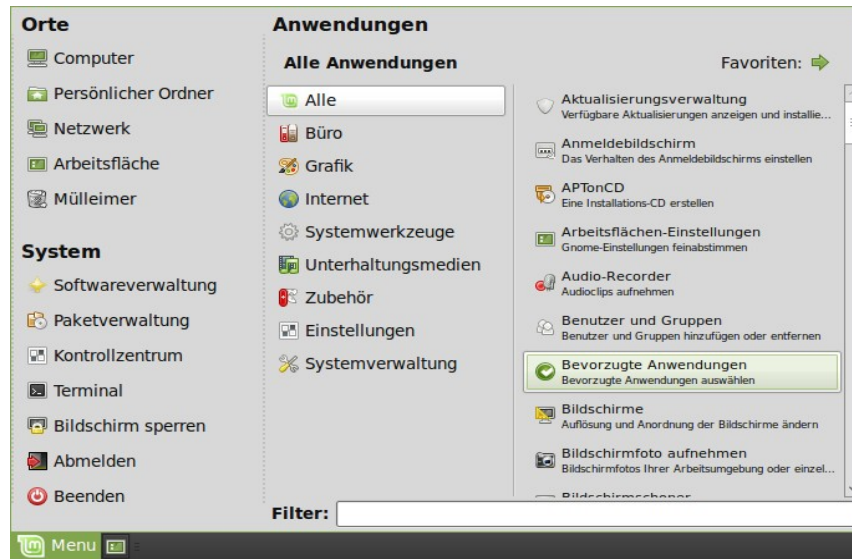 Orte
Computer
Persönlicher Ordner
Netzwerk
Arbeitsfläche
Mülleimer
System
Softwareverwaltung
Paketverwaltung
Kontrollzentrum
Terminal
Bildschirm sperren
Abmelden
Beenden
Anwendungen
Alle Anwendungen
Favoriten:
Alle
Büro
Grafik
Internet
Systemwerkzeuge
Unterhaltungsmedien
Zubehör
Einstellungen
Systemverwaltung
Aktualisierungsverwaltung
Verfügbare Aktualisierungen anzeigen und installie...
Anmeldebildschirm
Das Verhalten des Anmeldebildschirms einstellen
APTonCD
Eine Installations-CD erstellen
Arbeitsflächen-Einstellungen
Gnome-Einstellungen feinabstimmen
Audio-Recorder
Audioclips aufnehmen
Benutzer und Gruppen
Benutzer und Gruppen hinzufügen oder entfernen
Bevorzugte Anwendungen
Bevorzugte Anwendungen auswählen
Bildschirme
Auflösung und Anordnung der Bildschirme ändern
Bildschirmfoto aufnehmen
Bildschirmfotos Ihrer Arbeitsumgebung oder einzel...
Bildschirmschoner
Filter:
Menu